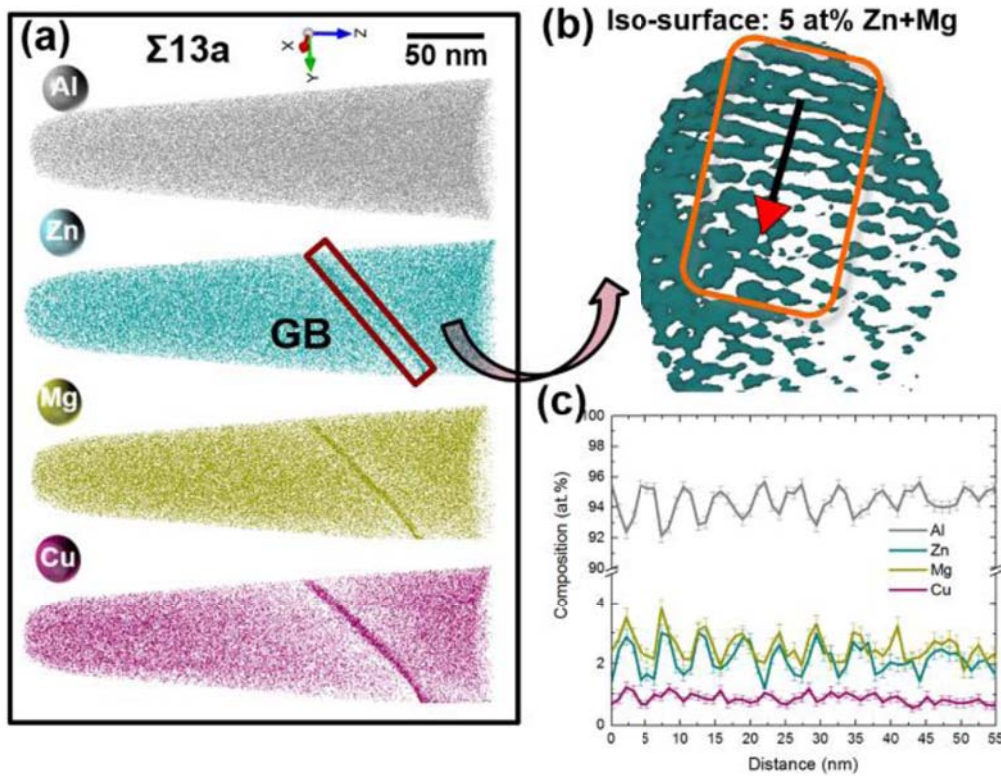 (a)
Σ13a
X
Y
Z
50 nm
Al
Zn
GB
Mg
Cu
(b)
Iso-surface: 5 at% Zn+Mg
(c)
100
98
96
94
92
90
4
2
0
Composition (at.%)
Al
Zn
Mg
Cu
0 5 10 15 20 25 30 35 40 45 50 55
Distance (nm)